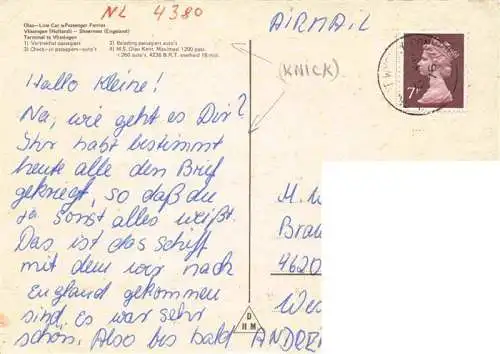 NL 4380
AIRMAIL
Olau-Line Car a Passenger Ferries
Vlissingen (Holland) - Sheerness (England)
Terminal te Vlissingen
1) Vertrekhal passagiers
2) Check-in passagiers-auto's
3) Belading passagiers auto's
4) M.S. Olau Kent. Maximaal 1200 pass.
260 auto's, 4236 B.R.T. snelheid 18 mijl.
(KNICK)
7P
Hallo Kleine!
Na, wie geht es Dir?
Ihr habt bestimmt
heute alle den Brief
gekriegt, so daß du
ja sonst alles weißt.
Das ist das schiff
mit dem wir nach
England gekommen
sind, es war sehr
schön. Also bis bald ANDREA
H.
Brau
4620
D
H M